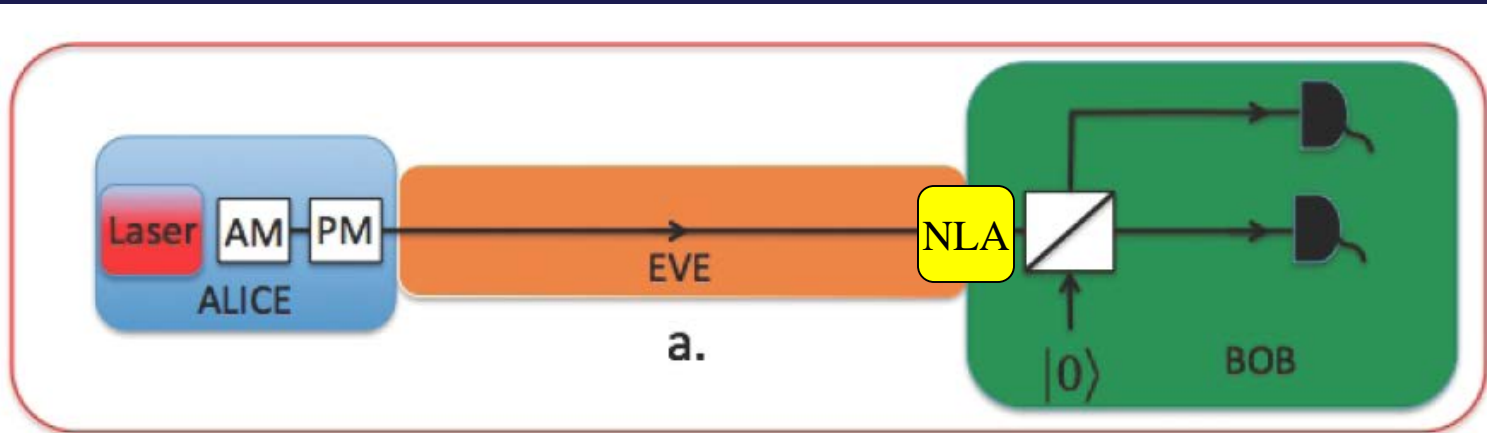 Laser
AM
PM
ALICE
EVE
a.
NLA
|0⟩
BOB